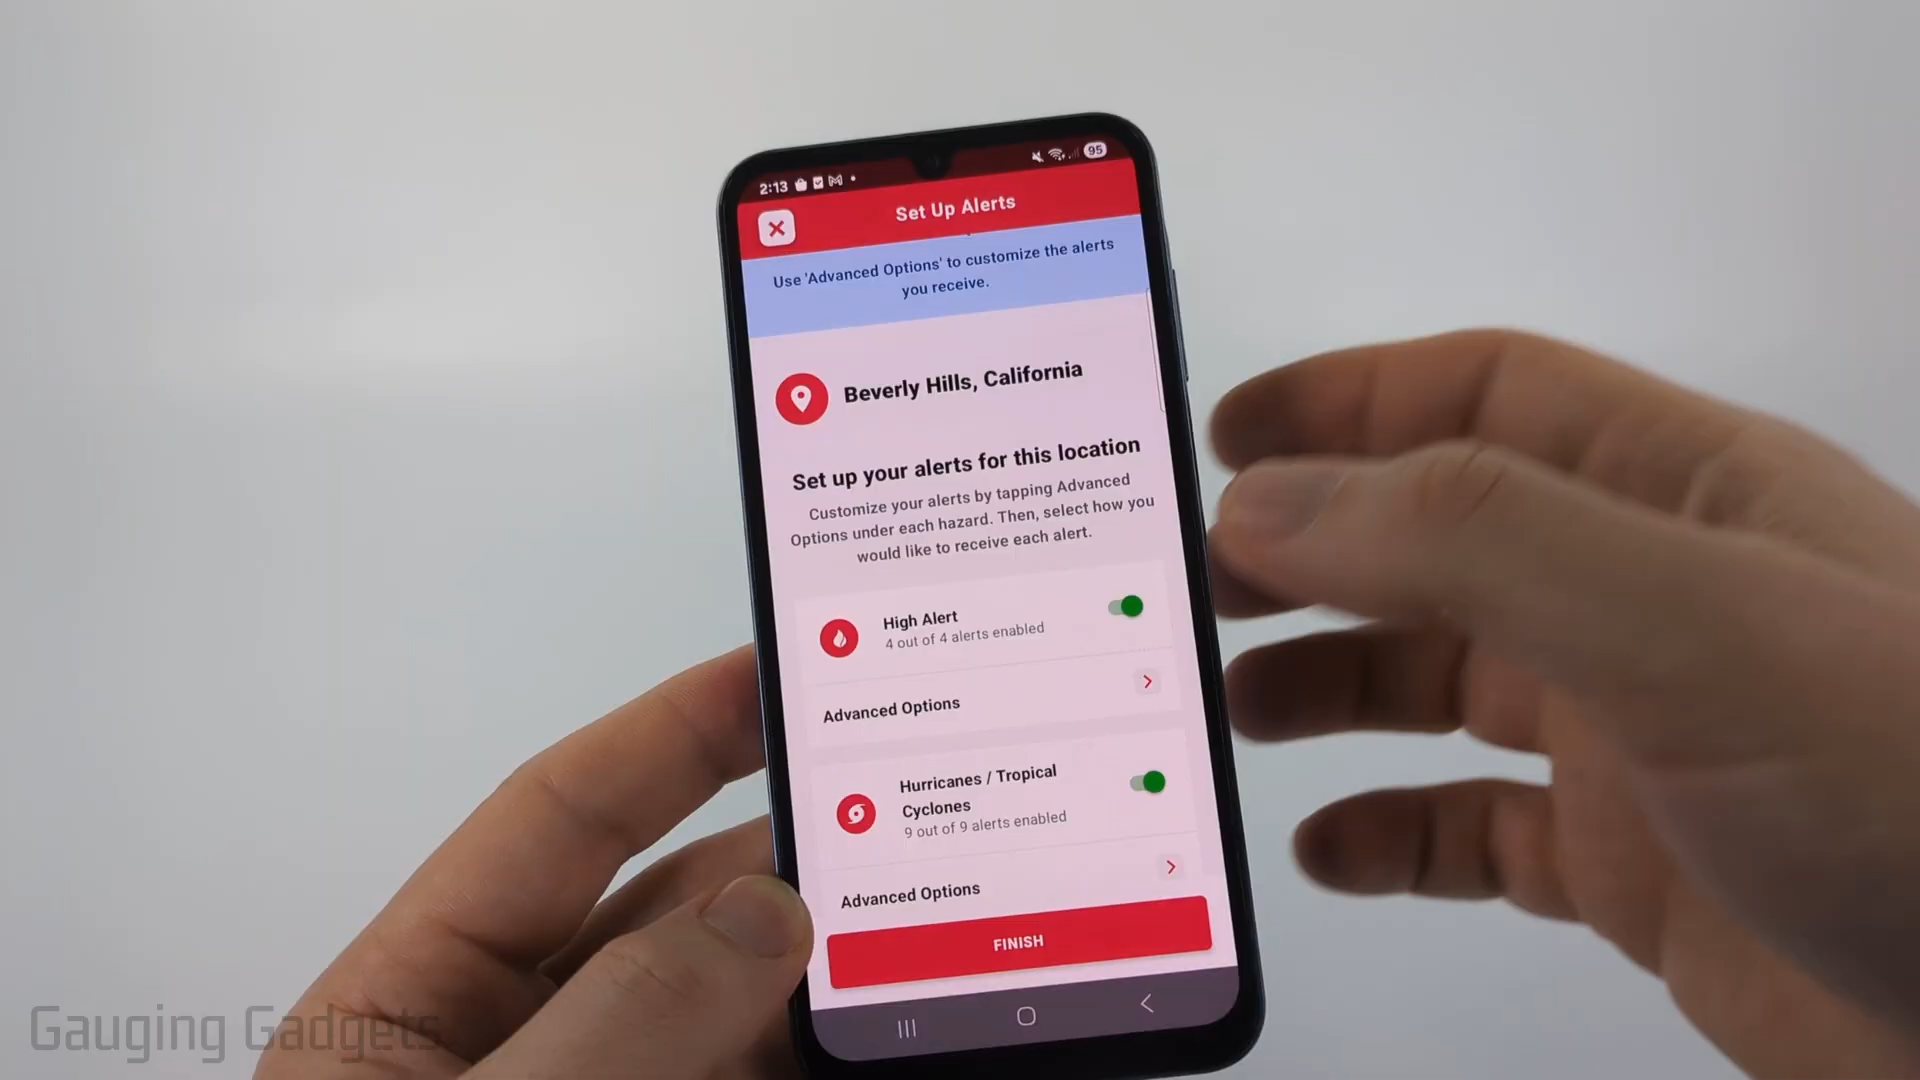 2:13
95
Set Up Alerts
Use 'Advanced Options' to customize the alerts
you receive.
Beverly Hills, California
Set up your alerts for this location
Customize your alerts by tapping Advanced
Options under each hazard. Then, select how you
would like to receive each alert.
High Alert
4 out of 4 alerts enabled
Advanced Options
Hurricanes / Tropical
Cyclones
9 out of 9 alerts enabled
Advanced Options
FINISH
Gauging Gadgets